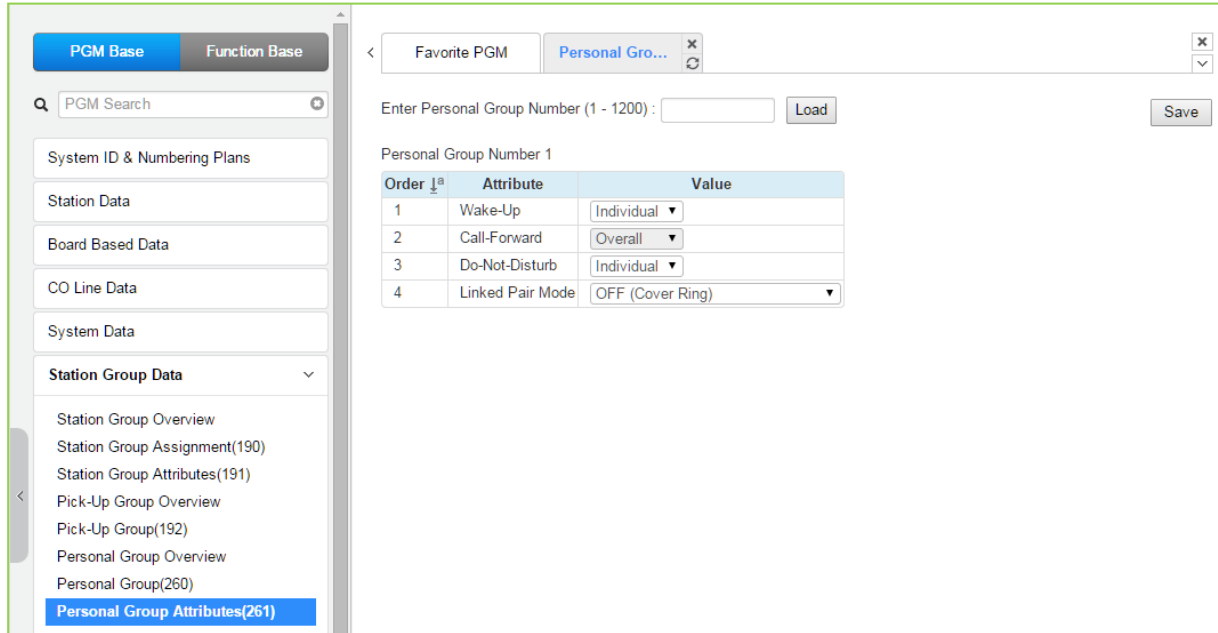 PGM Base Function Base
PGM Search
System ID & Numbering Plans
Station Data
Board Based Data
CO Line Data
System Data
Station Group Data
Station Group Overview
Station Group Assignment(190)
Station Group Attributes(191)
Pick-Up Group Overview
Pick-Up Group(192)
Personal Group Overview
Personal Group(260)
Personal Group Attributes(261)
Favorite PGM Personal Gro...
Enter Personal Group Number (1 - 1200) : Load Save
Personal Group Number 1
Order Attribute Value
1 Wake-Up Individual
2 Call-Forward Overall
3 Do-Not-Disturb Individual
4 Linked Pair Mode OFF (Cover Ring)